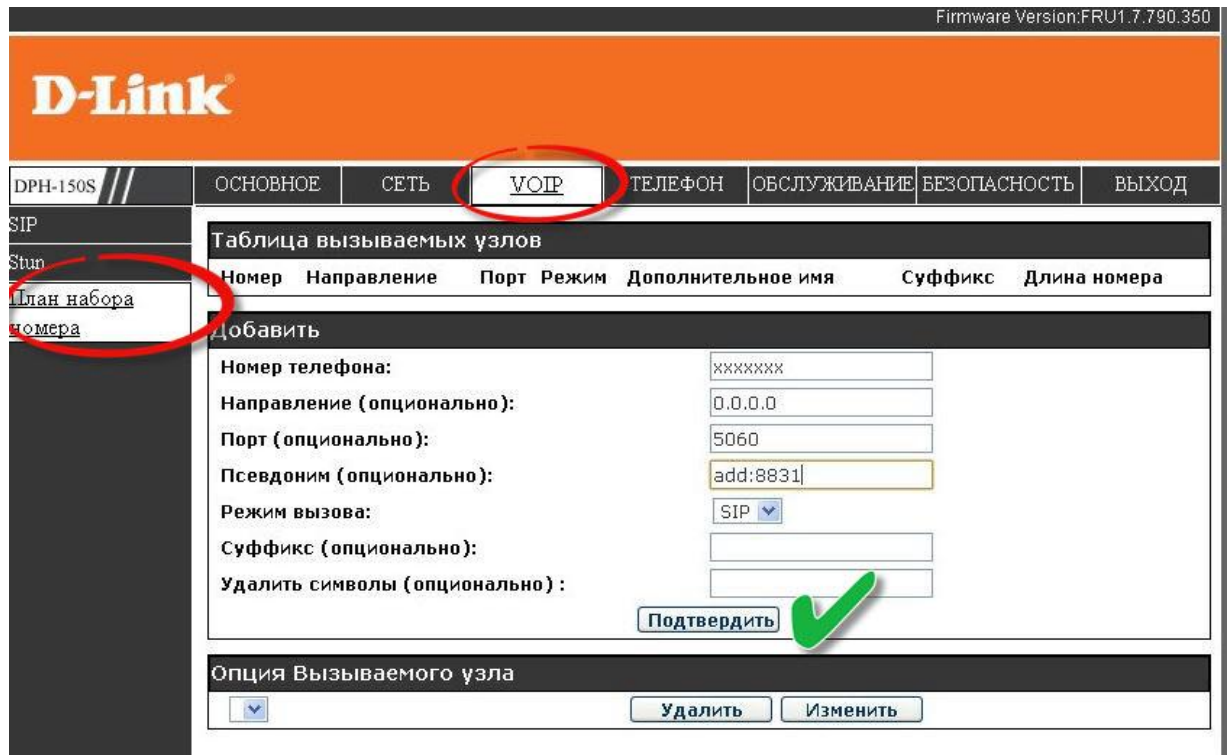 Firmware Version:FRU1.7.790.350
D-Link®
DPH-150S ОСНОВНОЕ СЕТЬ VOIP ТЕЛЕФОН ОБСЛУЖИВАНИЕ БЕЗОПАСНОСТЬ ВЫХОД
SIP
Stun
План набора
номера
Таблица вызываемых узлов
Номер Направление Порт Режим Дополнительное имя Суффикс Длина номера
Добавить
Номер телефона: xxxxxxx
Направление (опционально): 0.0.0.0
Порт (опционально): 5060
Псевдоним (опционально): add:8831
Режим вызова: SIP
Суффикс (опционально):
Удалить символы (опционально) :
Подтвердить
Опция Вызываемого узла
Удалить Изменить